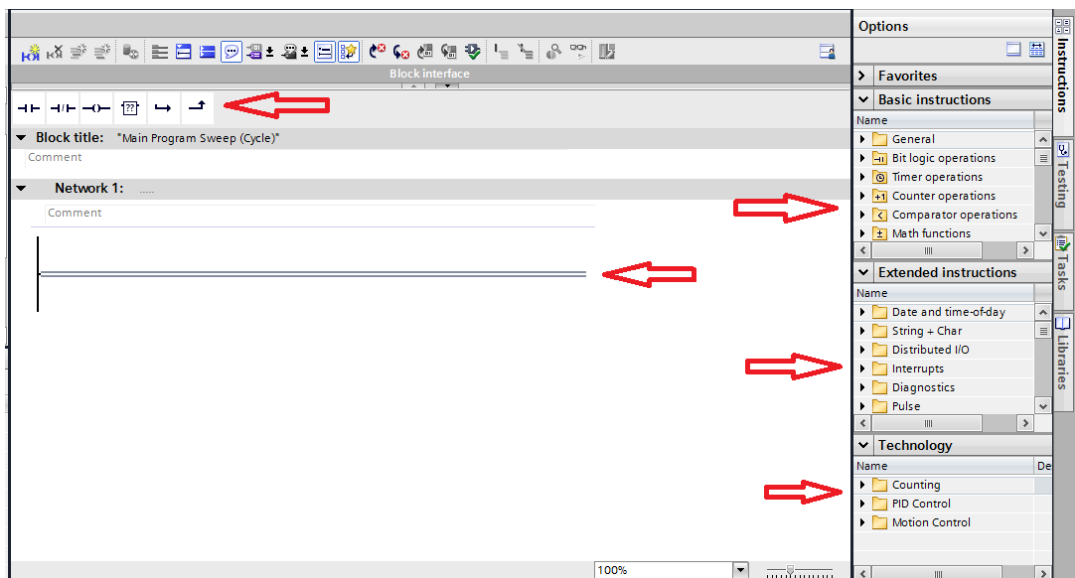 Options
Block interface
Favorites
Basic instructions
Name
General
Bit logic operations
Timer operations
Counter operations
Comparator operations
Math functions
??
Block title: "Main Program Sweep (Cycle)"
Comment
Network 1: .....
Comment
Extended instructions
Name
Date and time-of-day
String + Char
Distributed I/O
Interrupts
Diagnostics
Pulse
Technology
Name De
Counting
PID Control
Motion Control
100%
Instructions
Testing
Tasks
Libraries